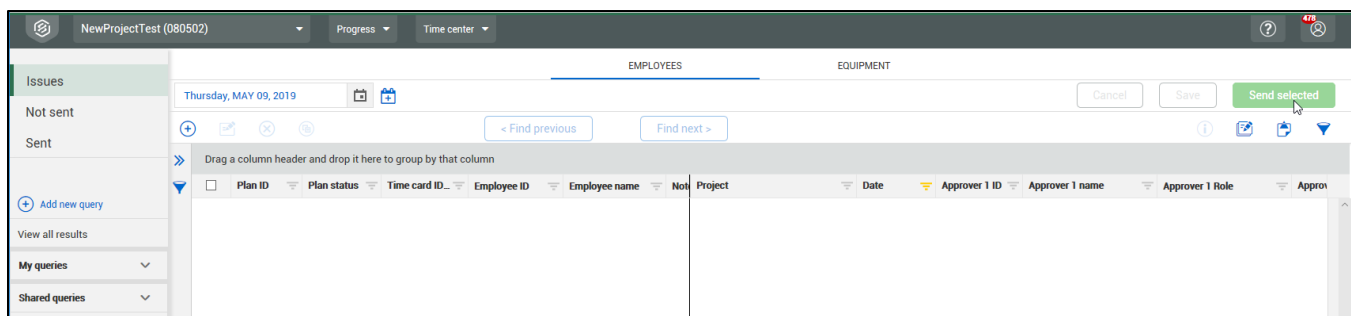 NewProjectTest (080502)
Progress
Time center
?
478
Issues
Not sent
Sent
Add new query
View all results
My queries
Shared queries
EMPLOYEES
EQUIPMENT
Thursday, MAY 09, 2019
Cancel
Save
Send selected
< Find previous
Find next >
Drag a column header and drop it here to group by that column
Plan ID
Plan status
Time card ID_
Employee ID
Employee name
Not
Project
Date
Approver 1 ID
Approver 1 name
Approver 1 Role
Approv